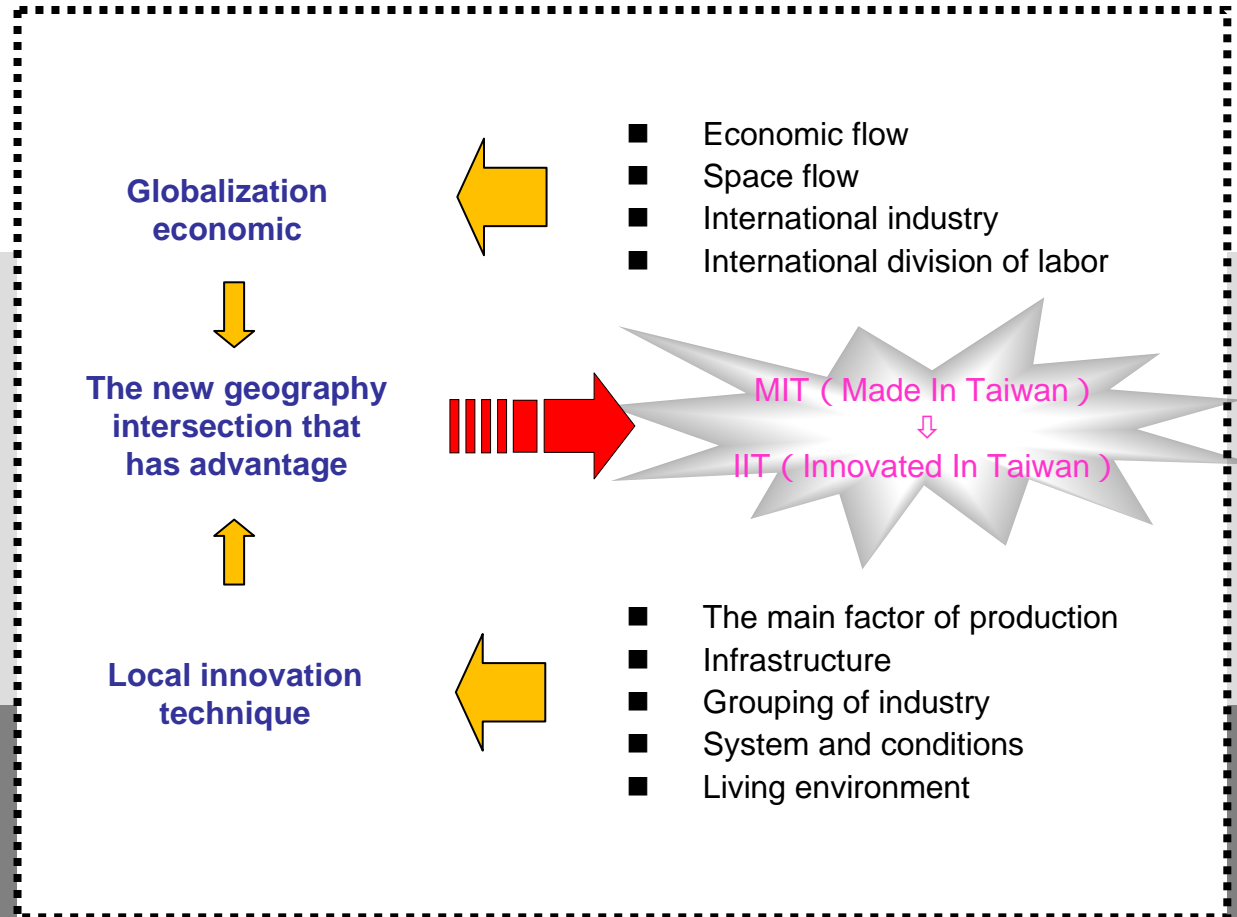 Globalization
economic
■ Economic flow
■ Space flow
■ International industry
■ International division of labor
The new geography
intersection that
has advantage
MIT（Made In Taiwan）
⇩
IIT（Innovated In Taiwan）
Local innovation
technique
■ The main factor of production
■ Infrastructure
■ Grouping of industry
■ System and conditions
■ Living environment